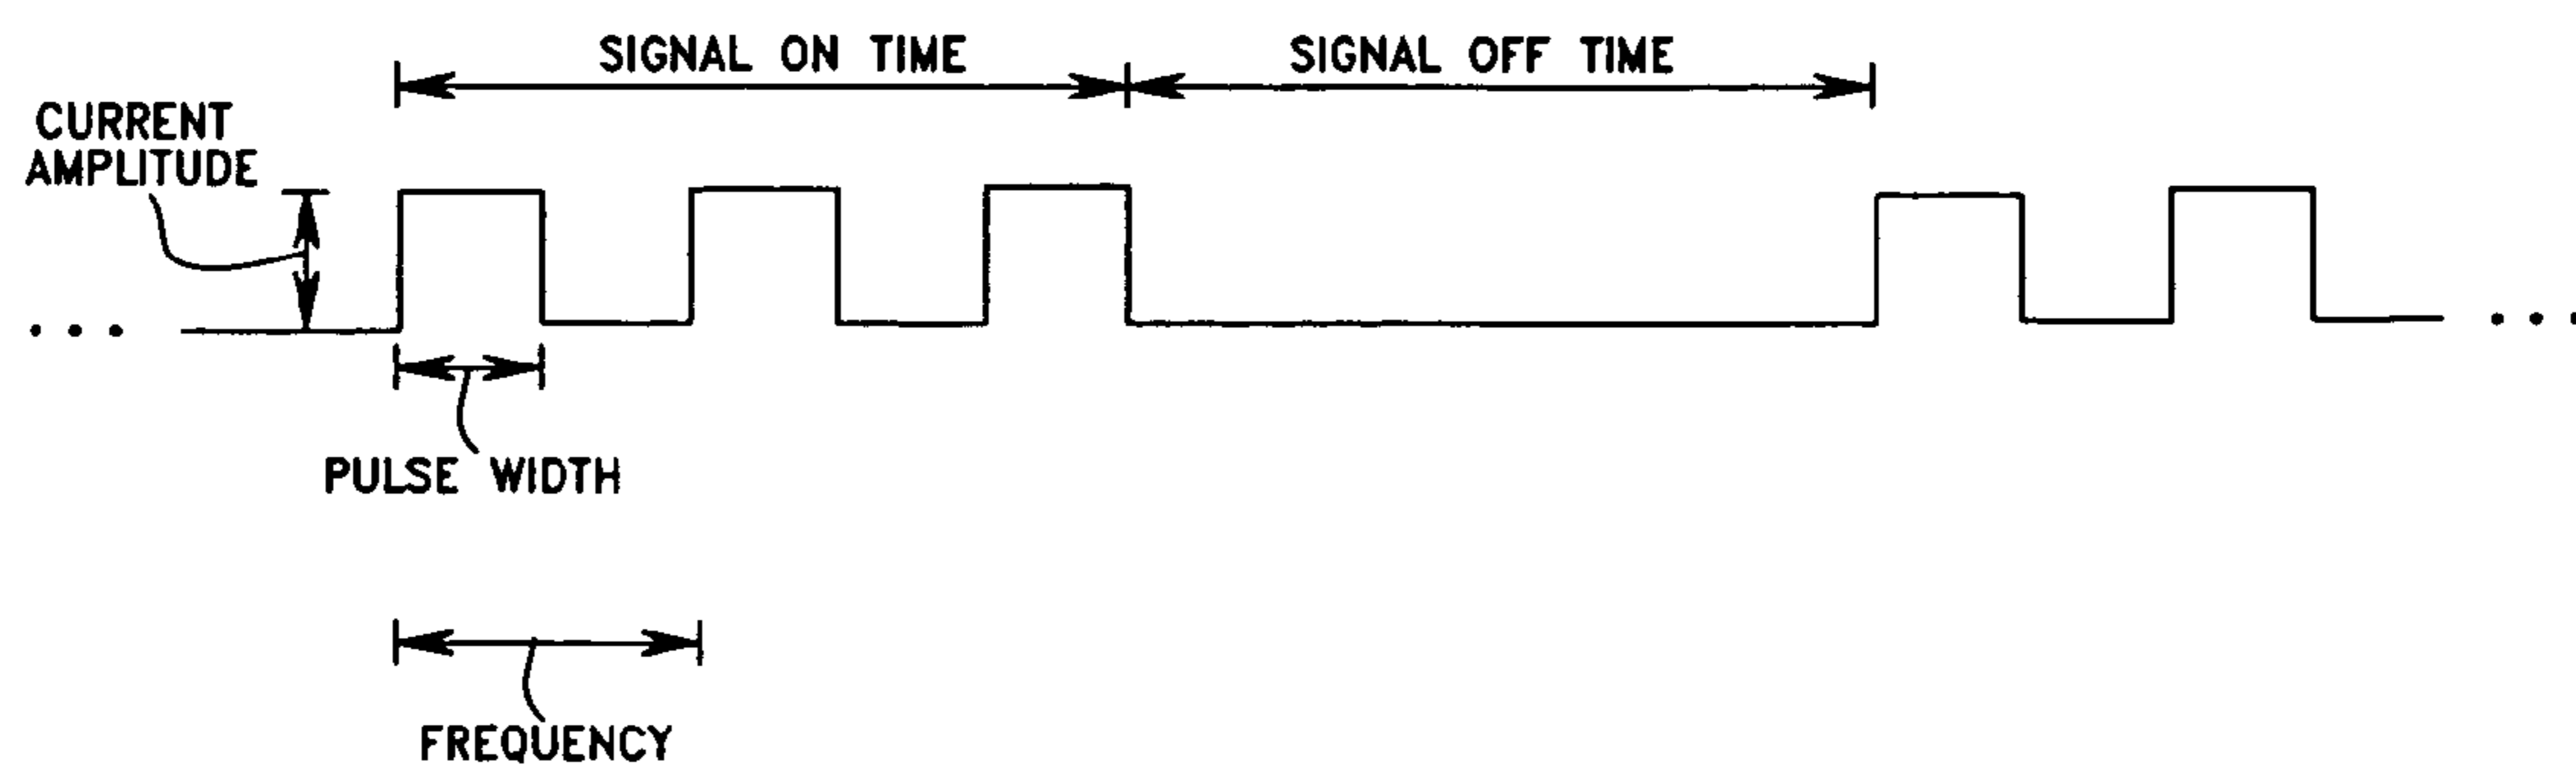 SIGNAL ON TIME
SIGNAL OFF TIME
CURRENT
AMPLITUDE
PULSE WIDTH
FREQUENCY